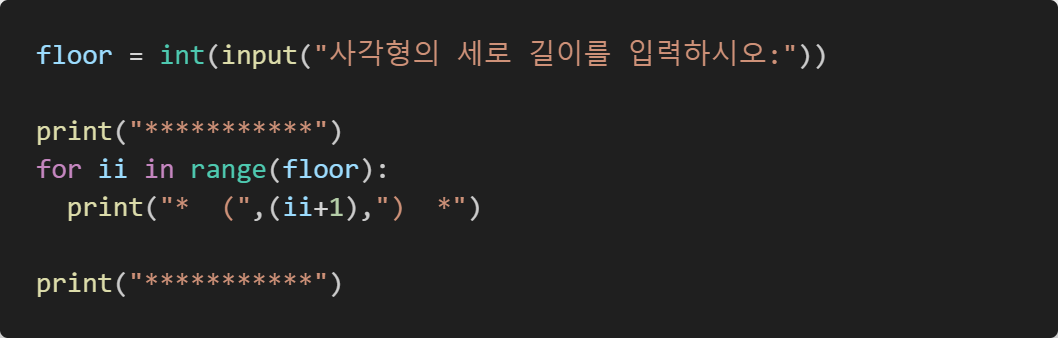 floor = int(input("사각형의 세로 길이를 입력하시오:"))
print("***********")
for ii in range(floor):
  print("*  (",(ii+1),")  *")
print("***********")